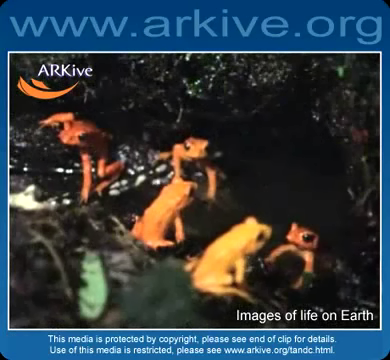 www.arkive.org
ARKive
Images of life on Earth
This media is protected by copyright, please see end of clip for details.
Use of this media is restricted, please see www.arkive.org/tandc.html.